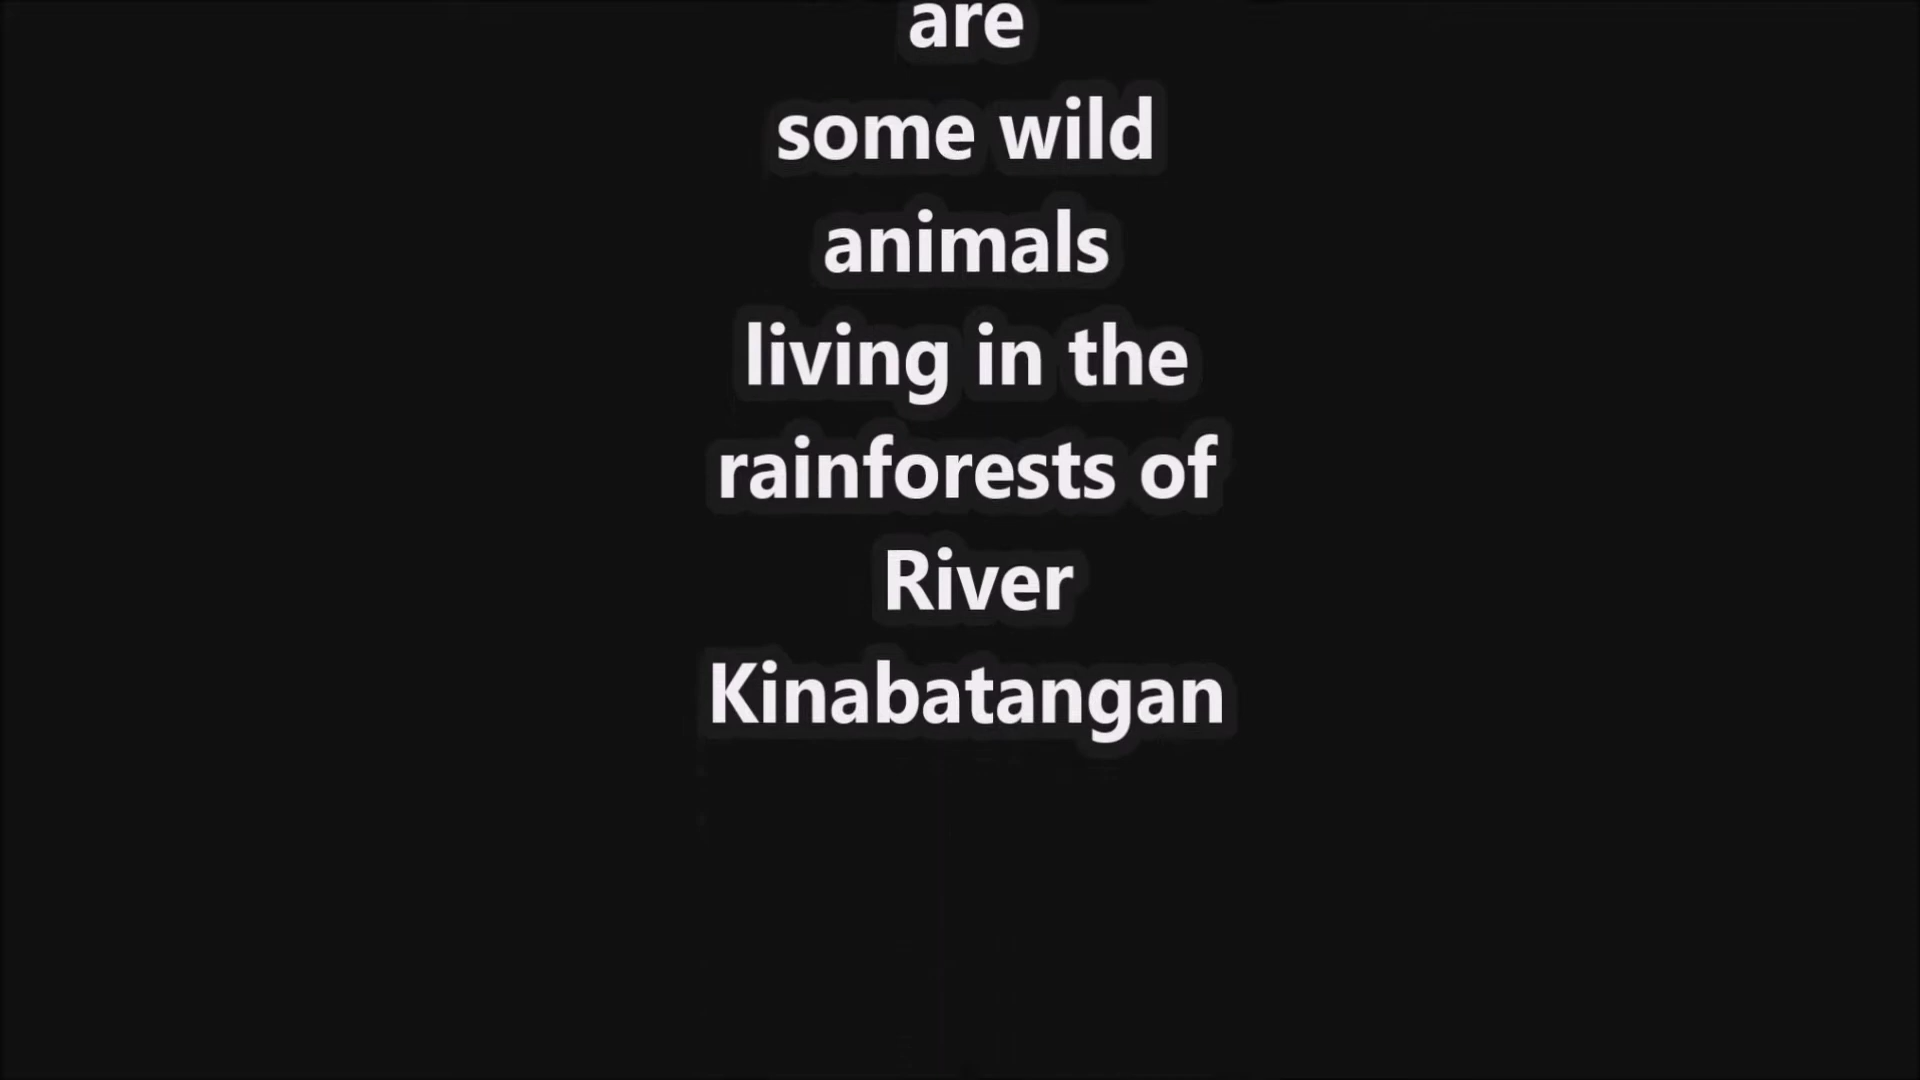 are
some wild
animals
living in the
rainforests of
River
Kinabatangan